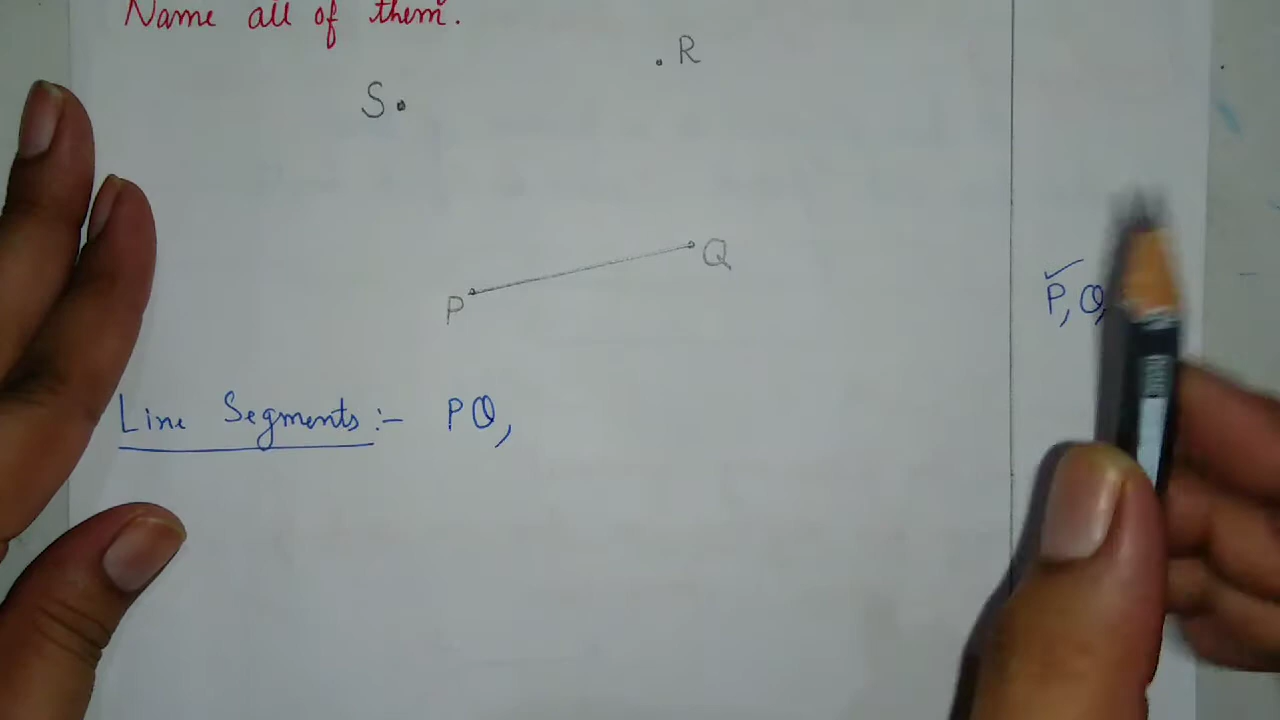 Name all of them.
R
S
Q
P
P, Q,
Line Segments:- PQ,